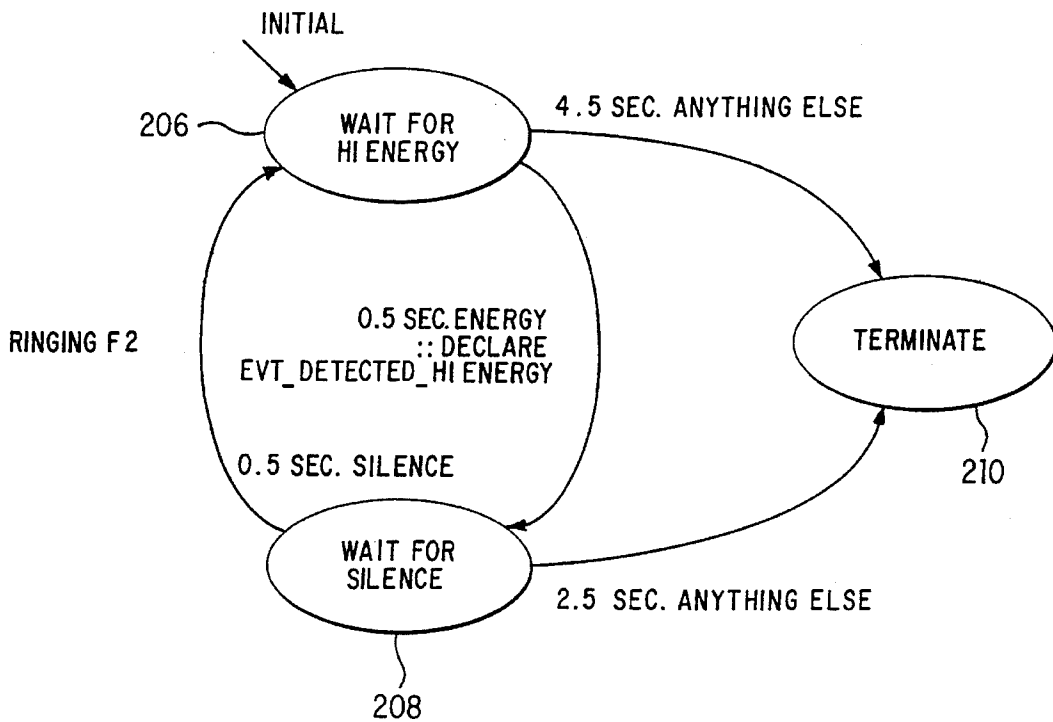 INITIAL
206
WAIT FOR
HI ENERGY
4.5 SEC. ANYTHING ELSE
RINGING F2
0.5 SEC. ENERGY
:: DECLARE
EVT_DETECTED_HI ENERGY
TERMINATE
210
0.5 SEC. SILENCE
WAIT FOR
SILENCE
2.5 SEC. ANYTHING ELSE
208